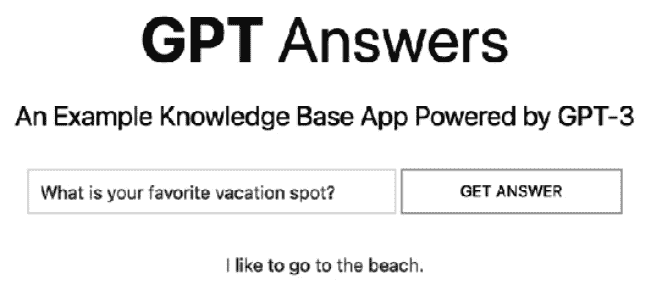 GPT Answers
An Example Knowledge Base App Powered by GPT-3
What is your favorite vacation spot? GET ANSWER
I like to go to the beach.